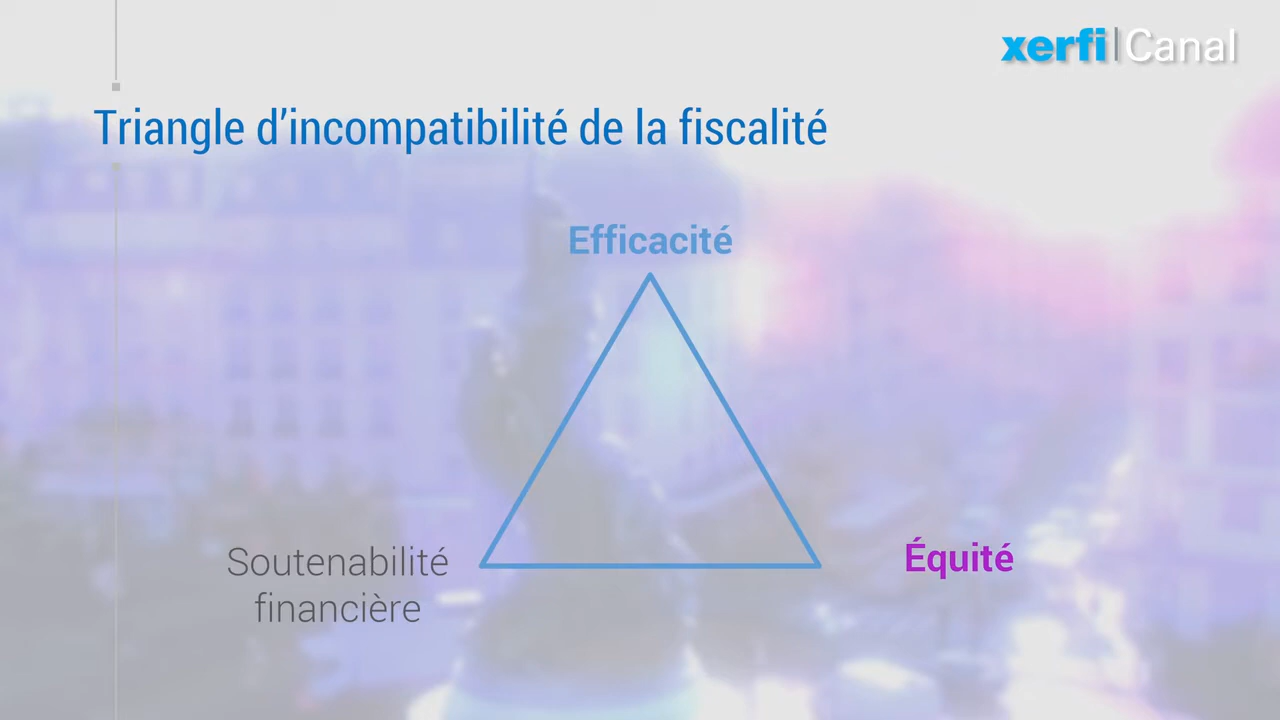 xerfi Canal
Triangle d'incompatibilité de la fiscalité
Efficacité
Soutenabilité
financière
Équité